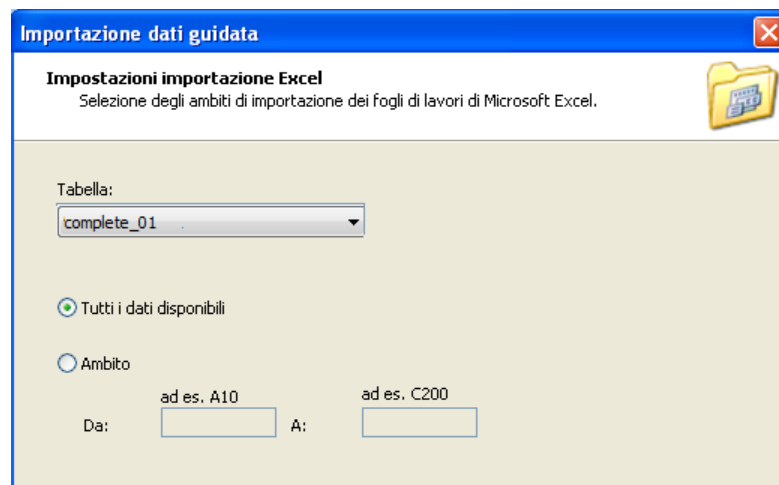 Importazione dati guidata
Impostazioni importazione Excel
Selezione degli ambiti di importazione dei fogli di lavori di Microsoft Excel.
Tabella:
complete_01
Tutti i dati disponibili
Ambito
ad es. A10 ad es. C200
Da: A: